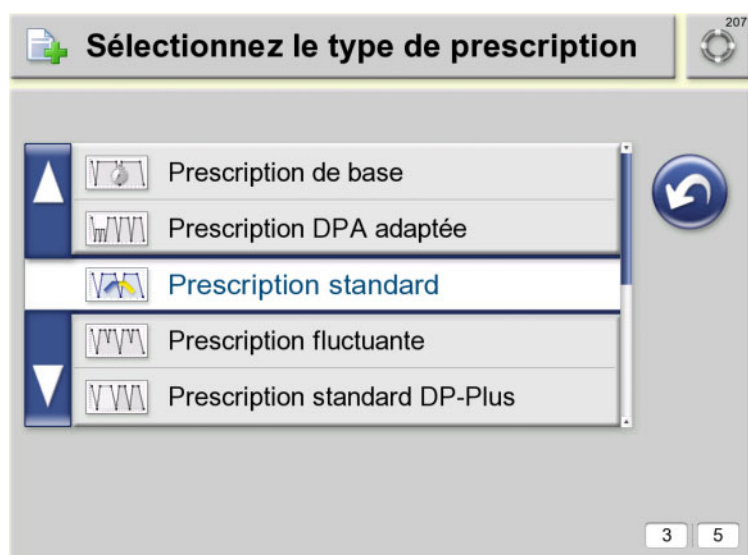 Sélectionnez le type de prescription
207
Prescription de base
Prescription DPA adaptée
Prescription standard
Prescription fluctuante
Prescription standard DP-Plus
3 5